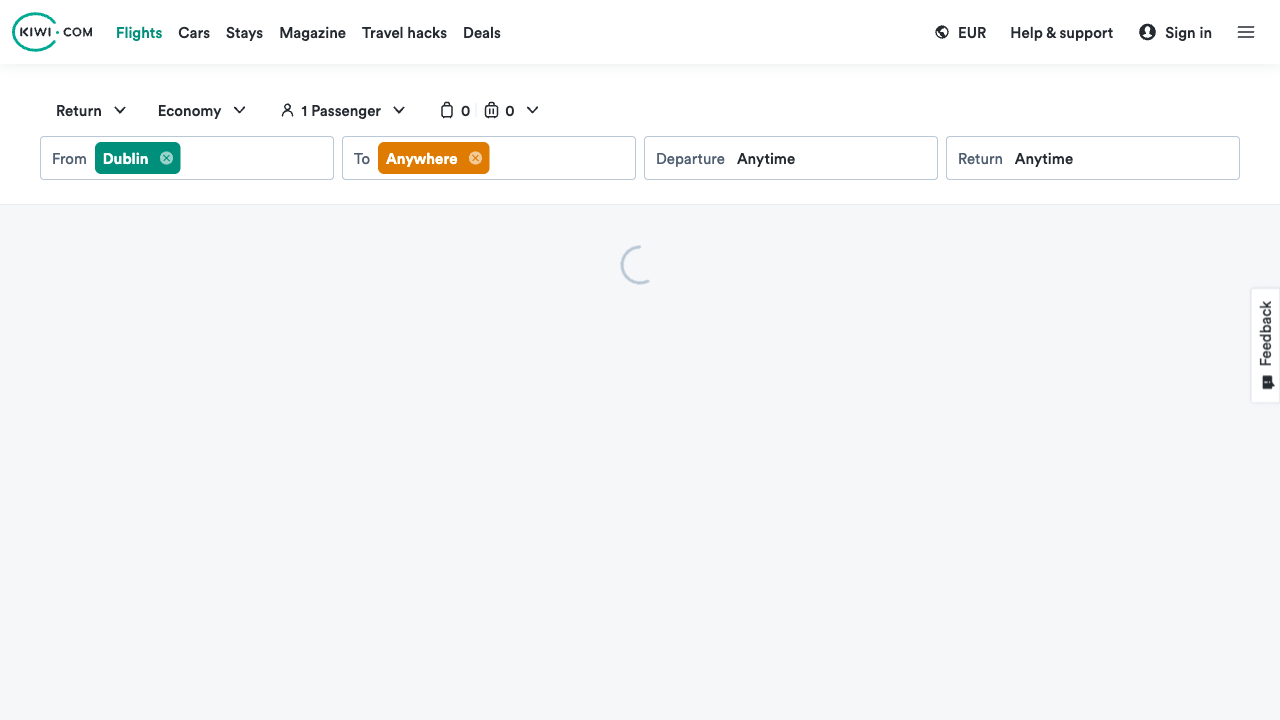 KIWI.COM Flights Cars Stays Magazine Travel hacks Deals EUR Help & support Sign in
Return Economy 1 Passenger 0 0
From Dublin To Anywhere Departure Anytime Return Anytime
Feedback